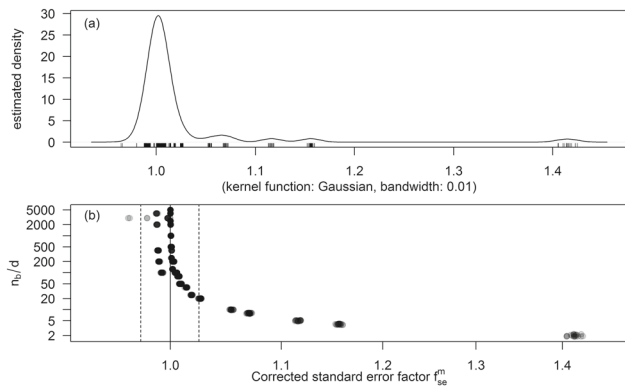 (a)
estimated density
30
25
20
15
10
5
0
1.0 1.1 1.2 1.3 1.4
(kernel function: Gaussian, bandwidth: 0.01)
(b)
n_b/d
5000
2000
500
200
50
20
5
2
1.0 1.1 1.2 1.3 1.4
Corrected standard error factor f_se^m